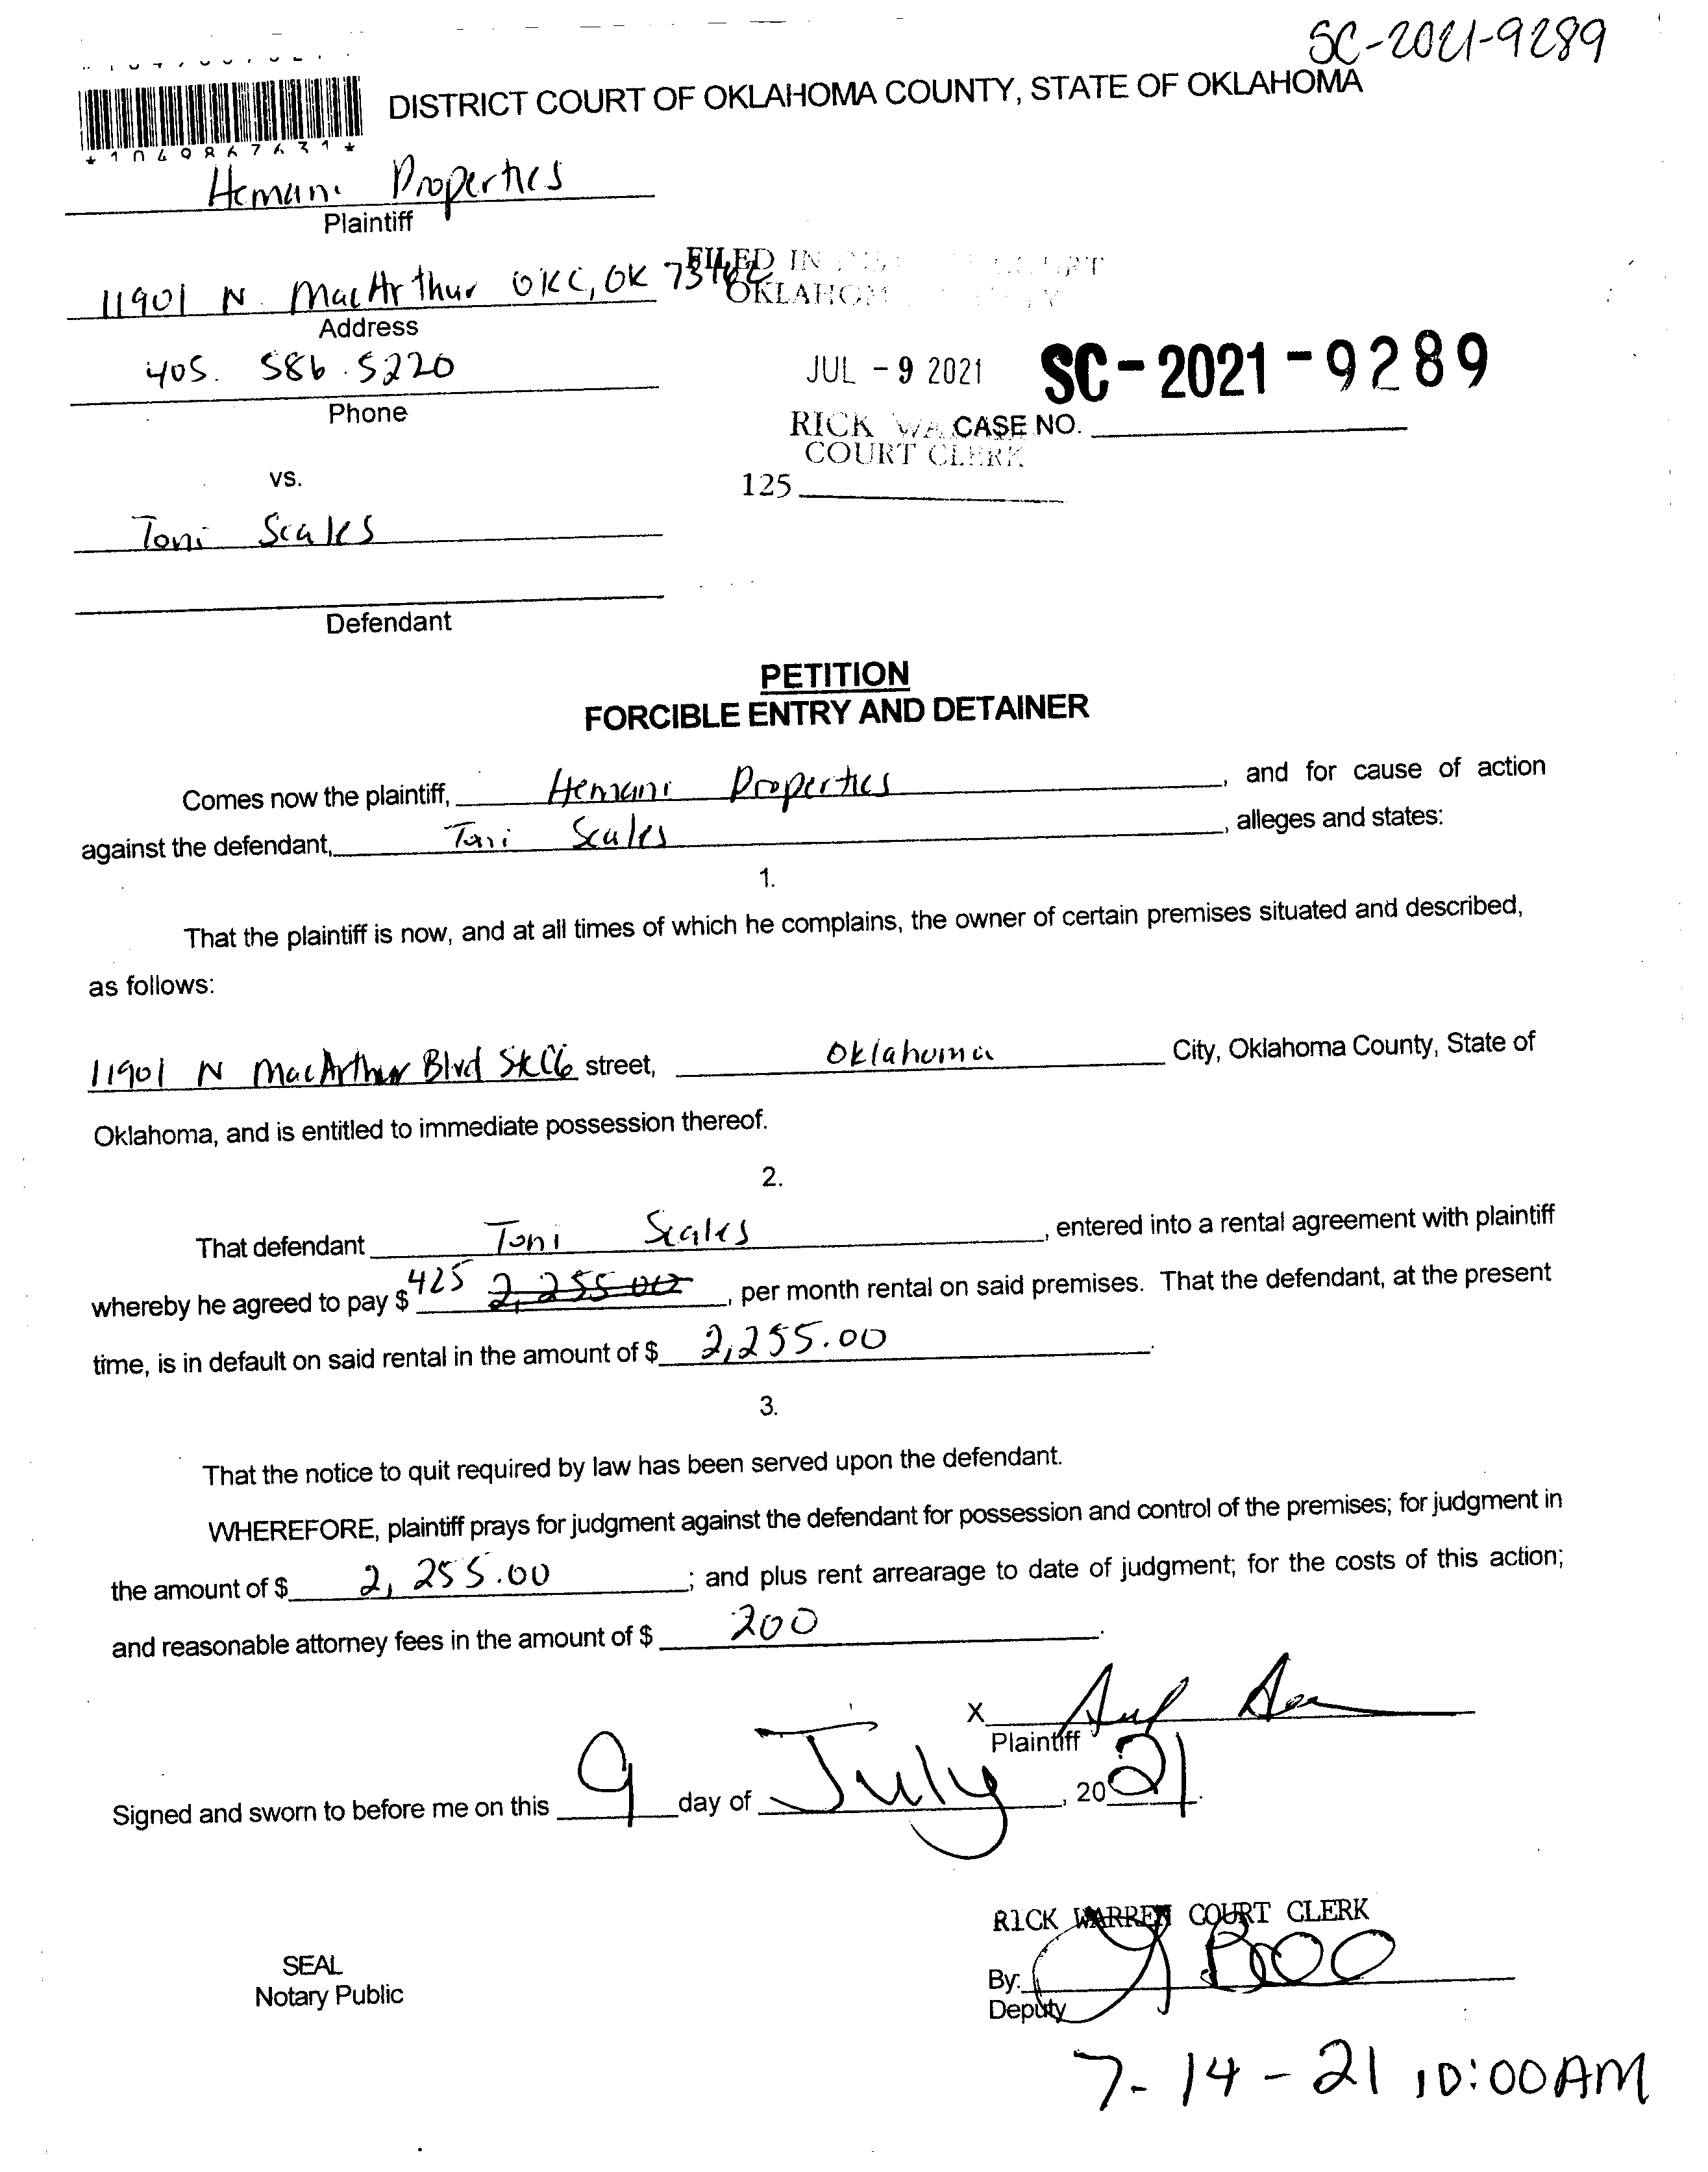 SC-2021-9289
DISTRICT COURT OF OKLAHOMA COUNTY, STATE OF OKLAHOMA
*1049867631*
Hemani Properties
Plaintiff
11901 N. MacArthur OKC, OK
Address
405. 586.5220
Phone
FILED IN
OKLAHOM
JUL - 9 2021
SC-2021-9289
RICK
CASE NO.
COURT CLERK
125
vs.
Toni Scales
Defendant
PETITION
FORCIBLE ENTRY AND DETAINER
Comes now the plaintiff, Hemani Properties, and for cause of action
against the defendant, Toni Scales, alleges and states:
1.
That the plaintiff is now, and at all times of which he complains, the owner of certain premises situated and described,
as follows:
11901 N MacArthur Blvd Ste C6 street, Oklahoma City, Oklahoma County, State of
Oklahoma, and is entitled to immediate possession thereof.
2.
That defendant Toni Scales, entered into a rental agreement with plaintiff
whereby he agreed to pay $ 425 2,255.00, per month rental on said premises. That the defendant, at the present
time, is in default on said rental in the amount of $ 2,255.00.
3.
That the notice to quit required by law has been served upon the defendant.
WHEREFORE, plaintiff prays for judgment against the defendant for possession and control of the premises; for judgment in
the amount of $ 2,255.00; and plus rent arrearage to date of judgment; for the costs of this action;
and reasonable attorney fees in the amount of $ 200.
X
Plaintiff
Signed and sworn to before me on this 9 day of July, 2021.
RICK WARREN COURT CLERK
SEAL
Notary Public
By:
Deputy
7-14-21 10:00AM